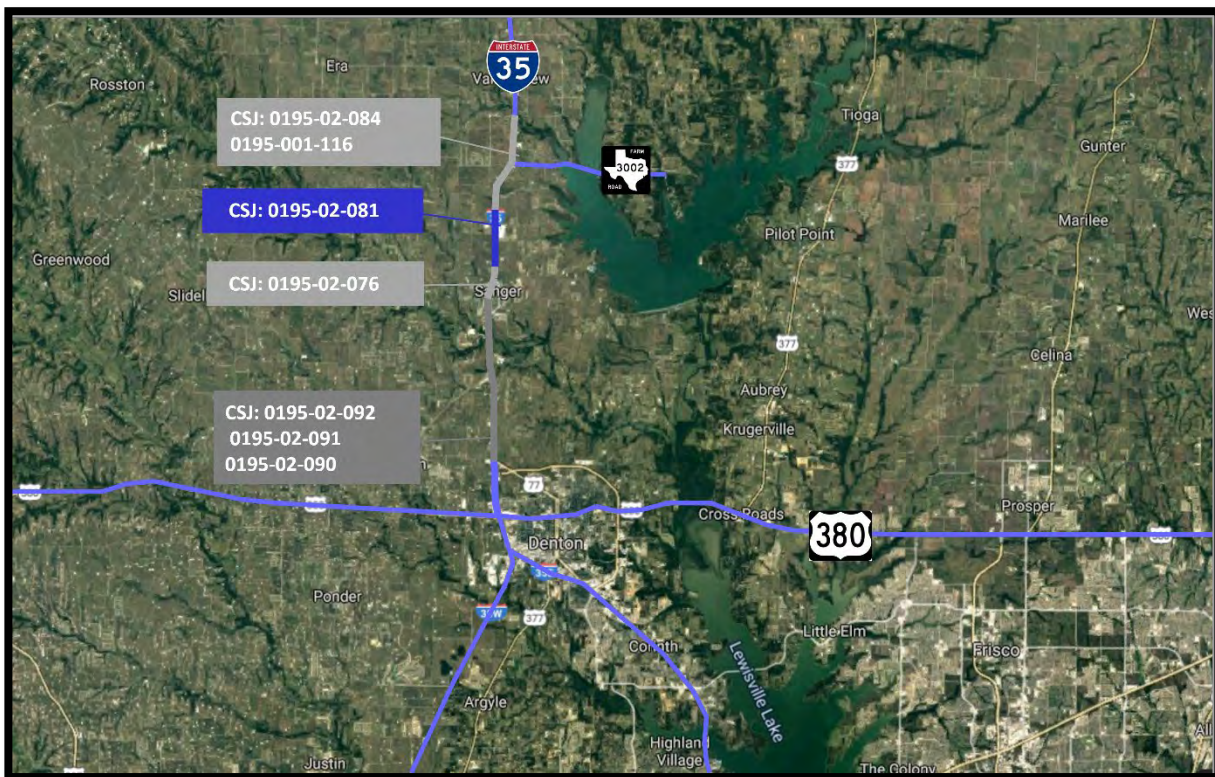 Era
INTERSTATE
35
Rosston
CSJ: 0195-02-084
0195-001-116
Tioga
377
Gunter
FARM
3002
ROAD
CSJ: 0195-02-081
Marilee
Pilot Point
Greenwood
CSJ: 0195-02-076
Slidel
Sanger
377
Celina
CSJ: 0195-02-092
0195-02-091
0195-02-090
Aubrey
Krugerville
77
Prosper
Cross Roads
380
Denton
35E
35W
377
Ponder
Corinth
Little Elm
Frisco
Lewisville Lake
Argyle
Highland
Village
Justin
The Colony